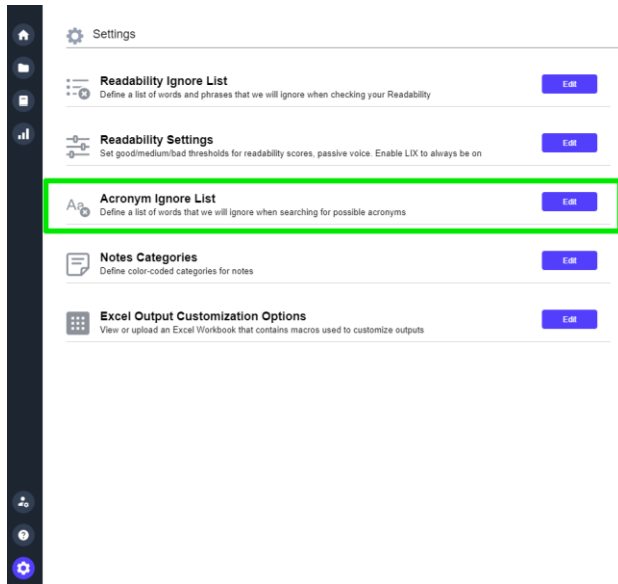 Settings
Readability Ignore List
Define a list of words and phrases that we will ignore when checking your Readability
Edit
Readability Settings
Set good/medium/bad thresholds for readability scores, passive voice. Enable LIX to always be on
Edit
Aa
Acronym Ignore List
Define a list of words that we will ignore when searching for possible acronyms
Edit
Notes Categories
Define color-coded categories for notes
Edit
Excel Output Customization Options
View or upload an Excel Workbook that contains macros used to customize outputs
Edit